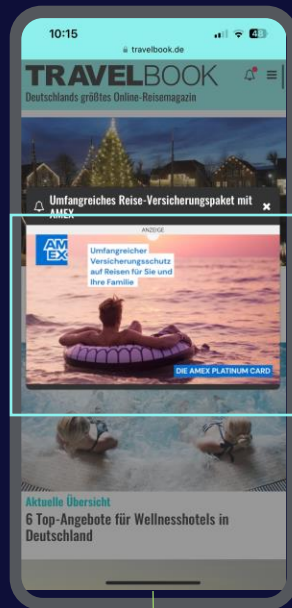 10:15
travelbook.de
TRAVELBOOK
Deutschlands größtes Online-Reisemagazin
Umfangreiches Reise-Versicherungspaket mit
AMEX
ANZEIGE
AM
EX
Umfangreicher
Versicherungsschutz
auf Reisen für Sie und
Ihre Familie
DIE AMEX PLATINUM CARD
Aktuelle Übersicht
6 Top-Angebote für Wellnesshotels in
Deutschland